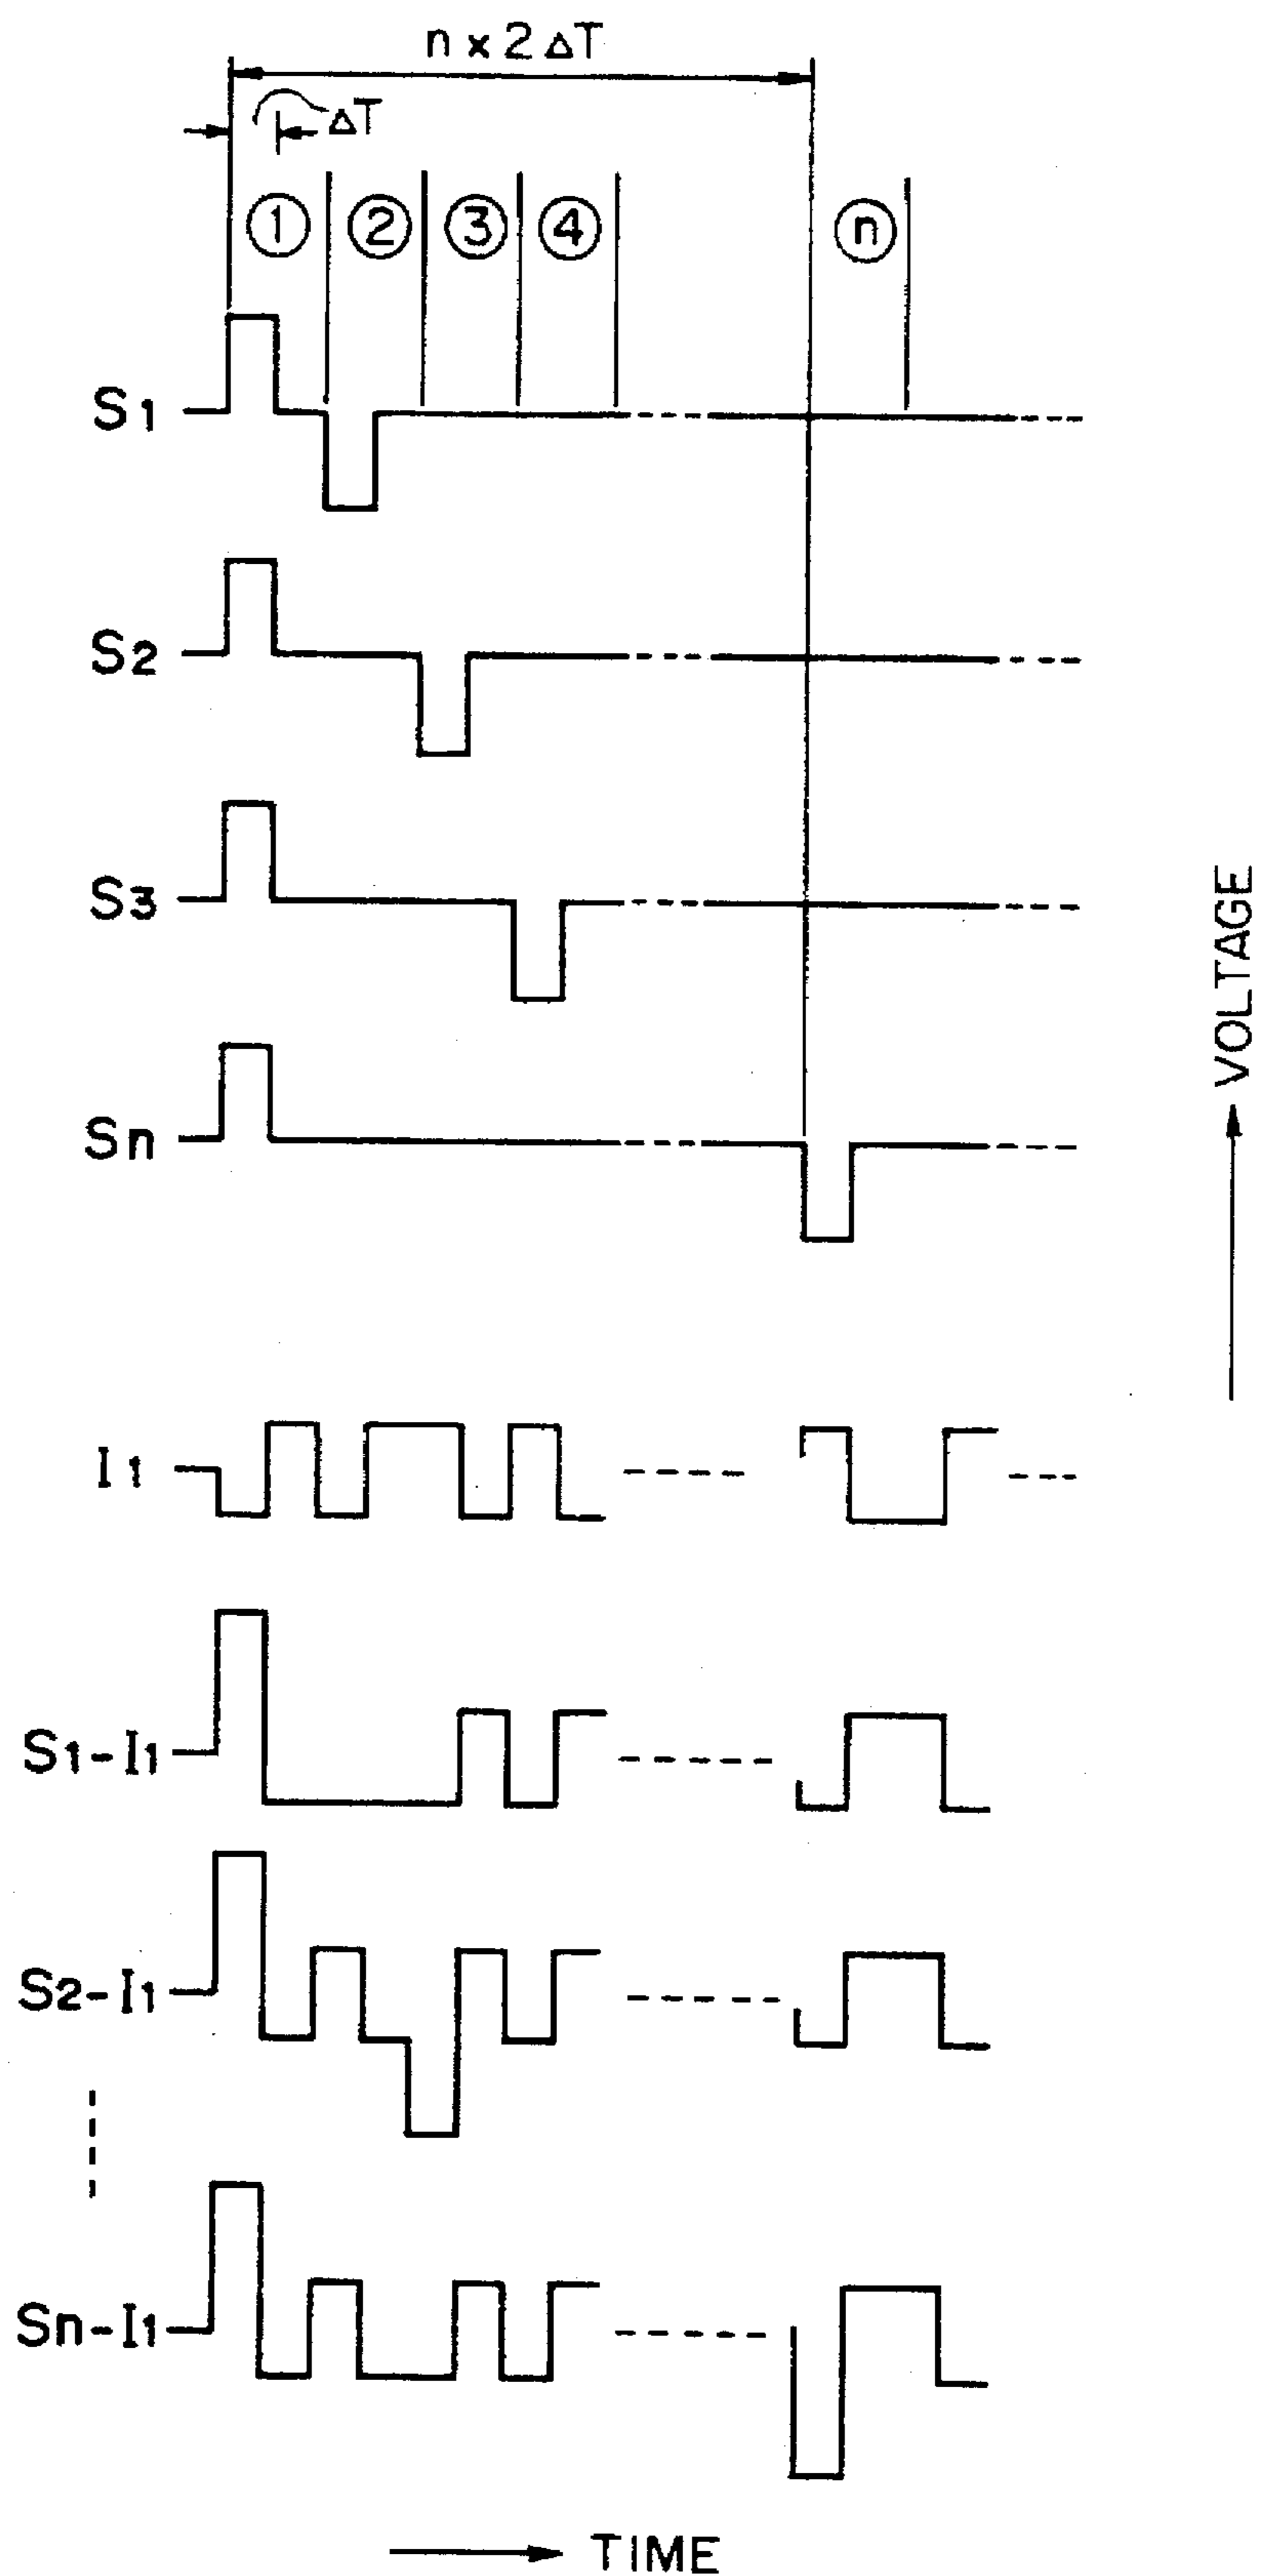 n × 2 ΔT
ΔT
① ② ③ ④ ⓝ
S1
S2
S3
VOLTAGE
Sn
I1
S1-I1
S2-I1
Sn-I1
TIME